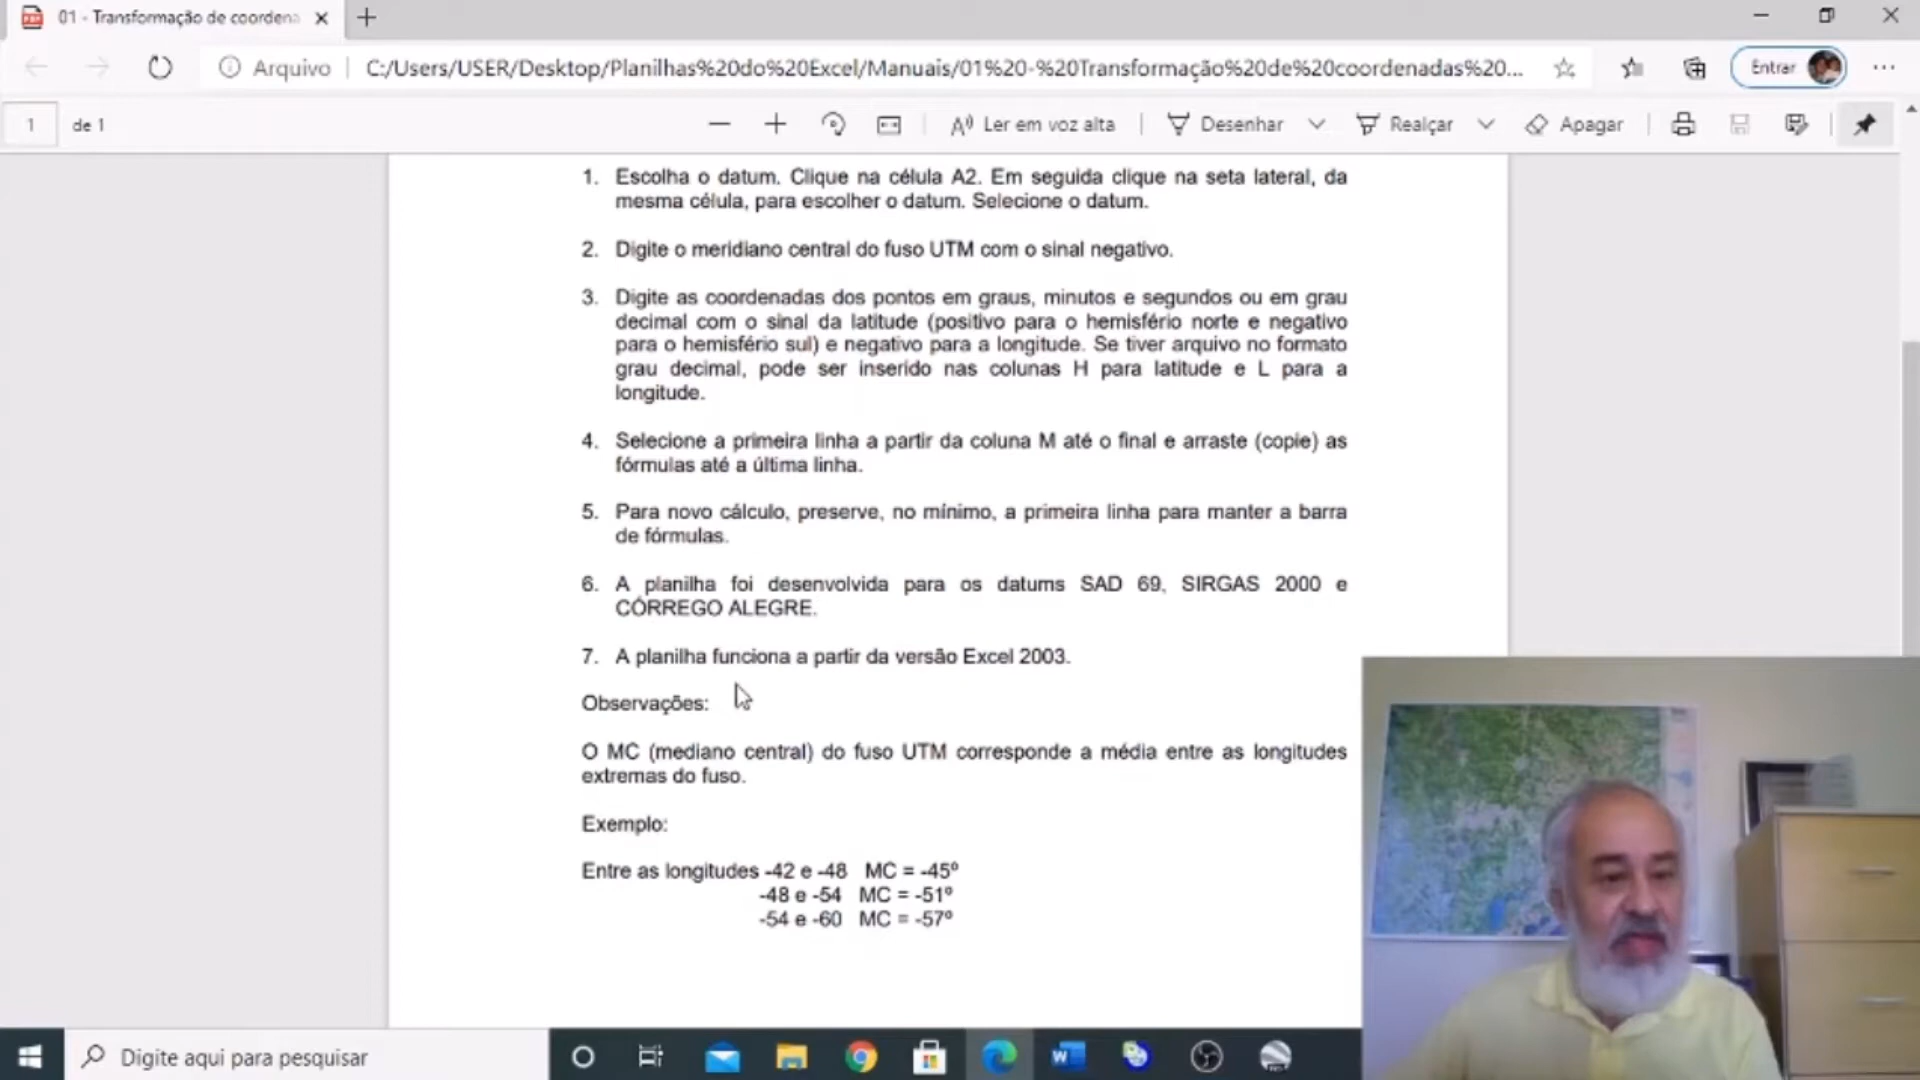 01 - Transformação de coordena
Arquivo
C:/Users/USER/Desktop/Planilhas%20do%20Excel/Manuais/01%20-%20Transformação%20de%20coordenadas%20...
Entrar
1 de 1
Ler em voz alta
Desenhar
Realçar
Apagar
1. Escolha o datum. Clique na célula A2. Em seguida clique na seta lateral, da
mesma célula, para escolher o datum. Selecione o datum.
2. Digite o meridiano central do fuso UTM com o sinal negativo.
3. Digite as coordenadas dos pontos em graus, minutos e segundos ou em grau
decimal com o sinal da latitude (positivo para o hemisfério norte e negativo
para o hemisfério sul) e negativo para a longitude. Se tiver arquivo no formato
grau decimal, pode ser inserido nas colunas H para latitude e L para a
longitude.
4. Selecione a primeira linha a partir da coluna M até o final e arraste (copie) as
fórmulas até a última linha.
5. Para novo cálculo, preserve, no mínimo, a primeira linha para manter a barra
de fórmulas.
6. A planilha foi desenvolvida para os datums SAD 69, SIRGAS 2000 e
CÓRREGO ALEGRE.
7. A planilha funciona a partir da versão Excel 2003.
Observações:
O MC (mediano central) do fuso UTM corresponde a média entre as longitudes
extremas do fuso.
Exemplo:
Entre as longitudes -42 e -48 MC = -45º
-48 e -54 MC = -51º
-54 e -60 MC = -57º
Digite aqui para pesquisar